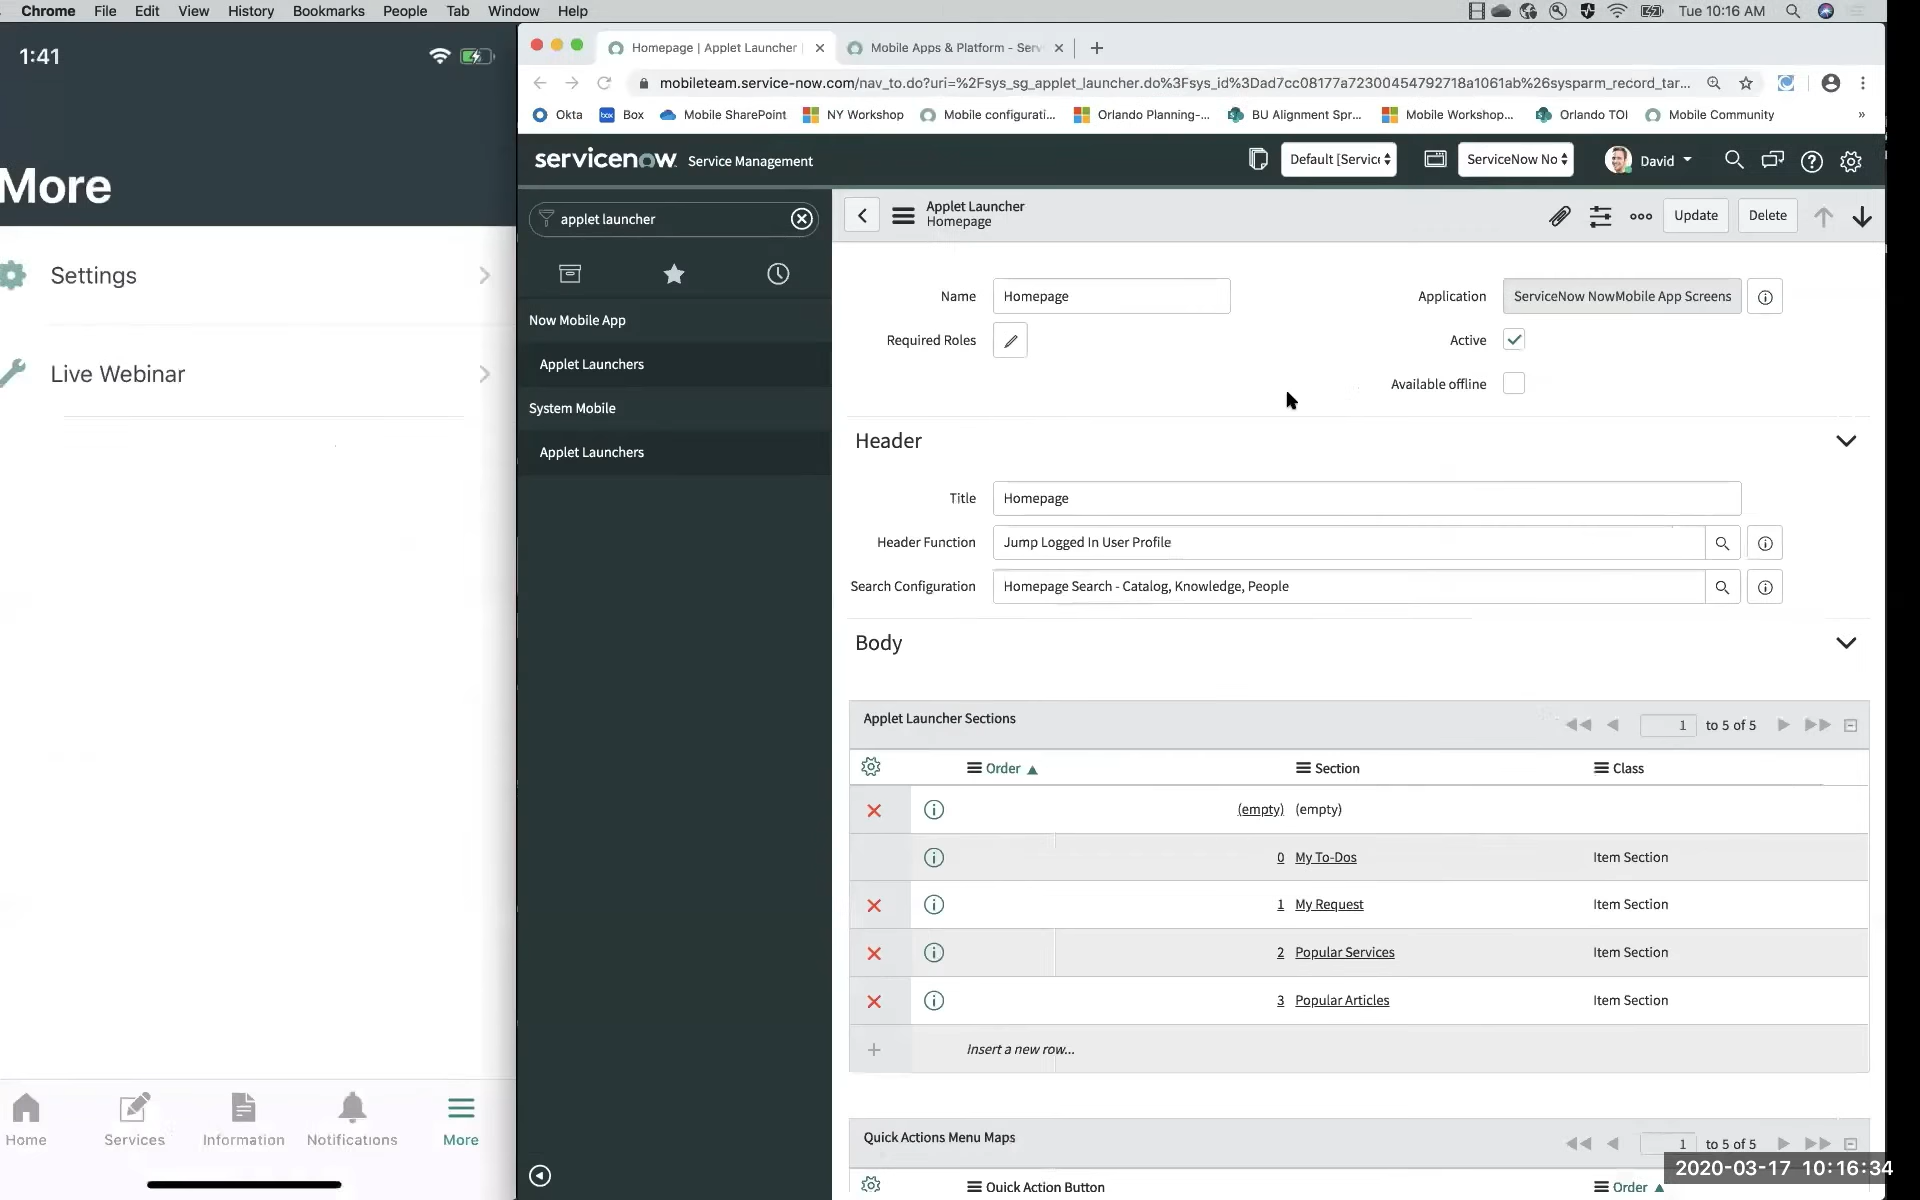 Chrome File Edit View History Bookmarks People Tab Window Help Tue 10:16 AM
1:41
More
Settings
Live Webinar
Home Services Information Notifications More
Homepage | Applet Launcher Mobile Apps & Platform - Serv
mobileteam.service-now.com/nav_to.do?uri=%2Fsys_sg_applet_launcher.do%3Fsys_id%3Dad7cc08177a72300454792718a1061ab%26sysparm_record_tar...
Okta box Box Mobile SharePoint NY Workshop Mobile configurati... Orlando Planning-... BU Alignment Spr... Mobile Workshop... Orlando TOI Mobile Community »
servicenow Service Management Default [Service ServiceNow No David
applet launcher
Now Mobile App
Applet Launchers
System Mobile
Applet Launchers
Applet Launcher
Homepage
Update Delete
Name Homepage Application ServiceNow NowMobile App Screens
Required Roles Active
Available offline
Header
Title Homepage
Header Function Jump Logged In User Profile
Search Configuration Homepage Search - Catalog, Knowledge, People
Body
Applet Launcher Sections 1 to 5 of 5
Order Section Class
(empty) (empty)
0 My To-Dos Item Section
1 My Request Item Section
2 Popular Services Item Section
3 Popular Articles Item Section
Insert a new row...
Quick Actions Menu Maps 1 to 5 of 5
2020-03-17 10:16:34
Quick Action Button Order